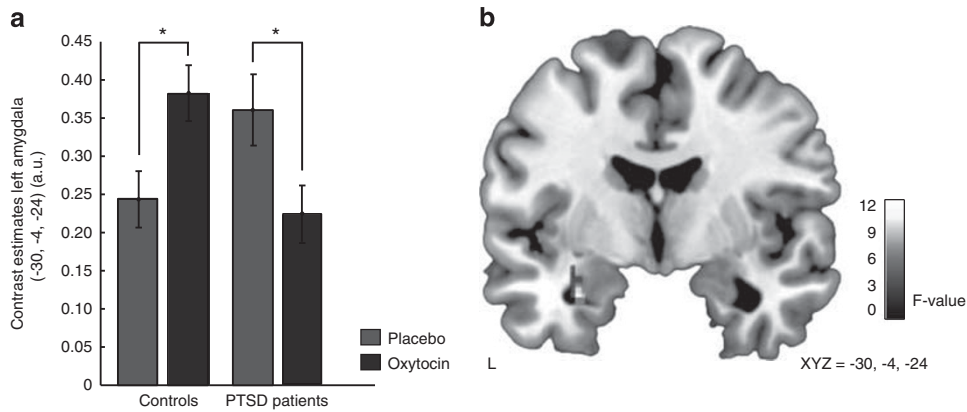 a
Contrast estimates left amygdala
(-30, -4, -24) (a.u.)
0.45
0.40
0.35
0.30
0.25
0.20
0.15
0.10
0.05
0
*
*
Controls
PTSD patients
Placebo
Oxytocin
b
12
9
6
3
0
F-value
L
XYZ = -30, -4, -24